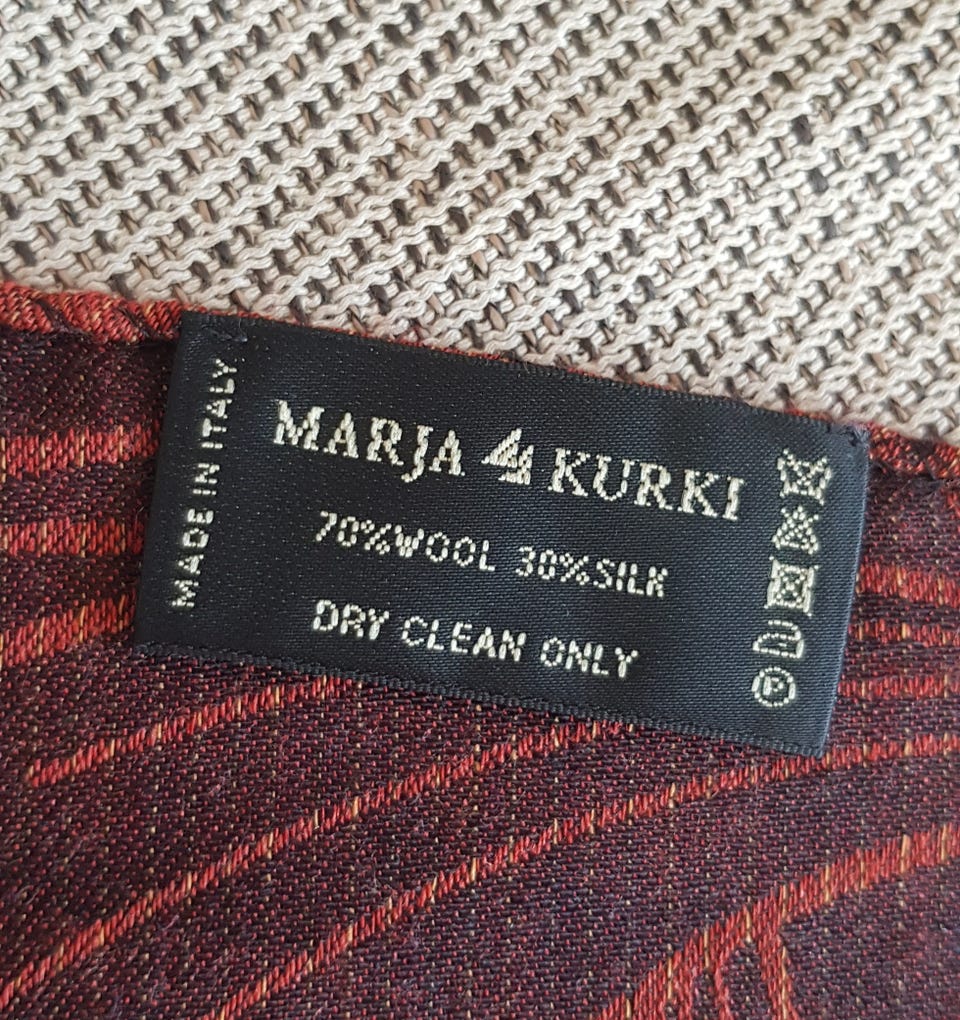 MADE IN ITALY
MARJA KURKI
70%WOOL 30%SILK
DRY CLEAN ONLY
P